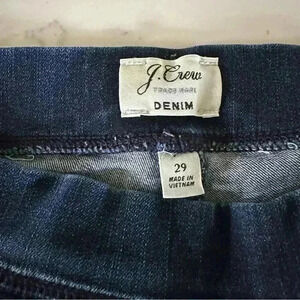 J.Crew
TRADE MARK
DENIM
29
MADE IN
VIETNAM